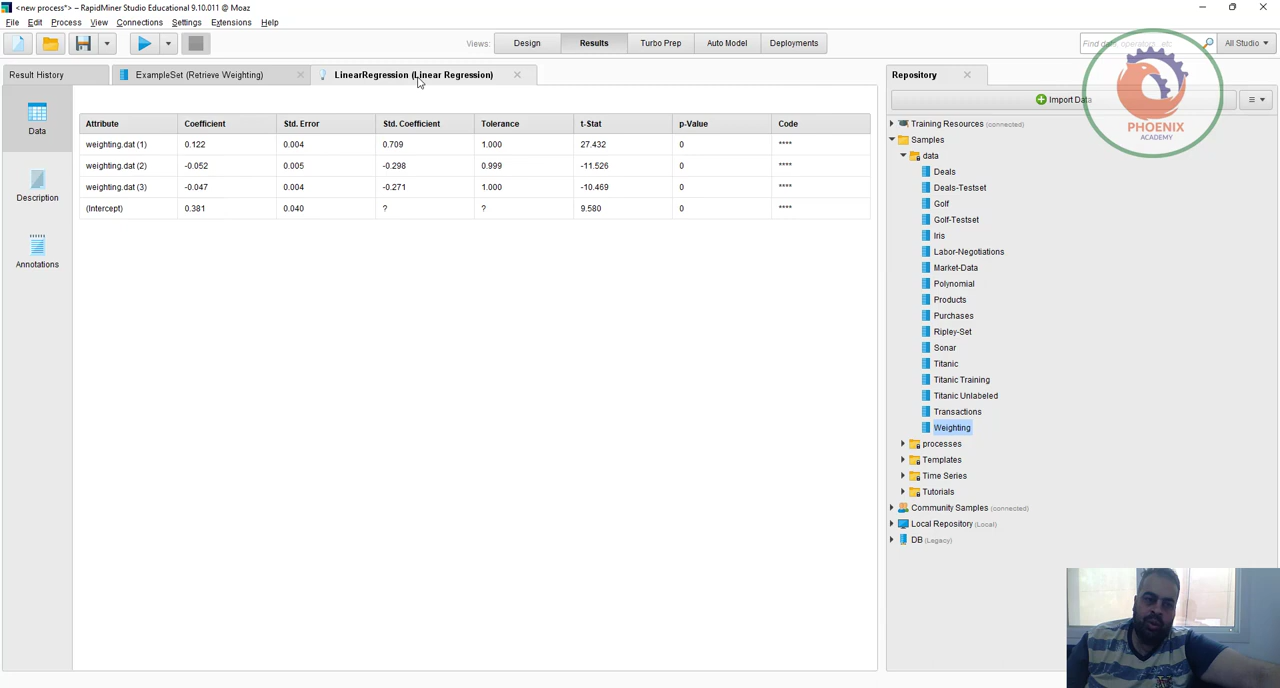 <new process*> – RapidMiner Studio Educational 9.10.011 @ Moaz
File Edit Process View Connections Settings Extensions Help
Views: Design Results Turbo Prep Auto Model Deployments
Find data, operators...etc All Studio ▼
Result History ExampleSet (Retrieve Weighting) LinearRegression (Linear Regression)
Repository
Import Data
PHOENIX
ACADEMY
Data
Description
Annotations
Attribute Coefficient Std. Error Std. Coefficient Tolerance t-Stat p-Value Code
weighting.dat (1) 0.122 0.004 0.709 1.000 27.432 0 ****
weighting.dat (2) -0.052 0.005 -0.298 0.999 -11.526 0 ****
weighting.dat (3) -0.047 0.004 -0.271 1.000 -10.469 0 ****
(Intercept) 0.381 0.040 ? ? 9.580 0 ****
Training Resources (connected)
Samples
data
Deals
Deals-Testset
Golf
Golf-Testset
Iris
Labor-Negotiations
Market-Data
Polynomial
Products
Purchases
Ripley-Set
Sonar
Titanic
Titanic Training
Titanic Unlabeled
Transactions
Weighting
processes
Templates
Time Series
Tutorials
Community Samples (connected)
Local Repository (Local)
DB (Legacy)